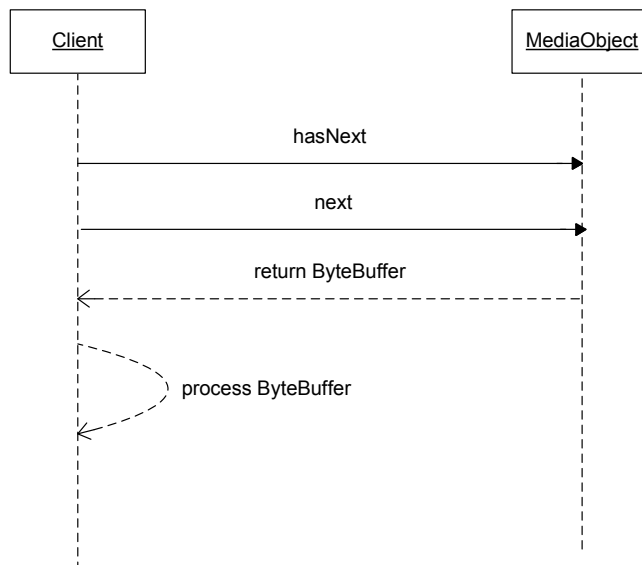 Client
MediaObject
hasNext
next
return ByteBuffer
process ByteBuffer